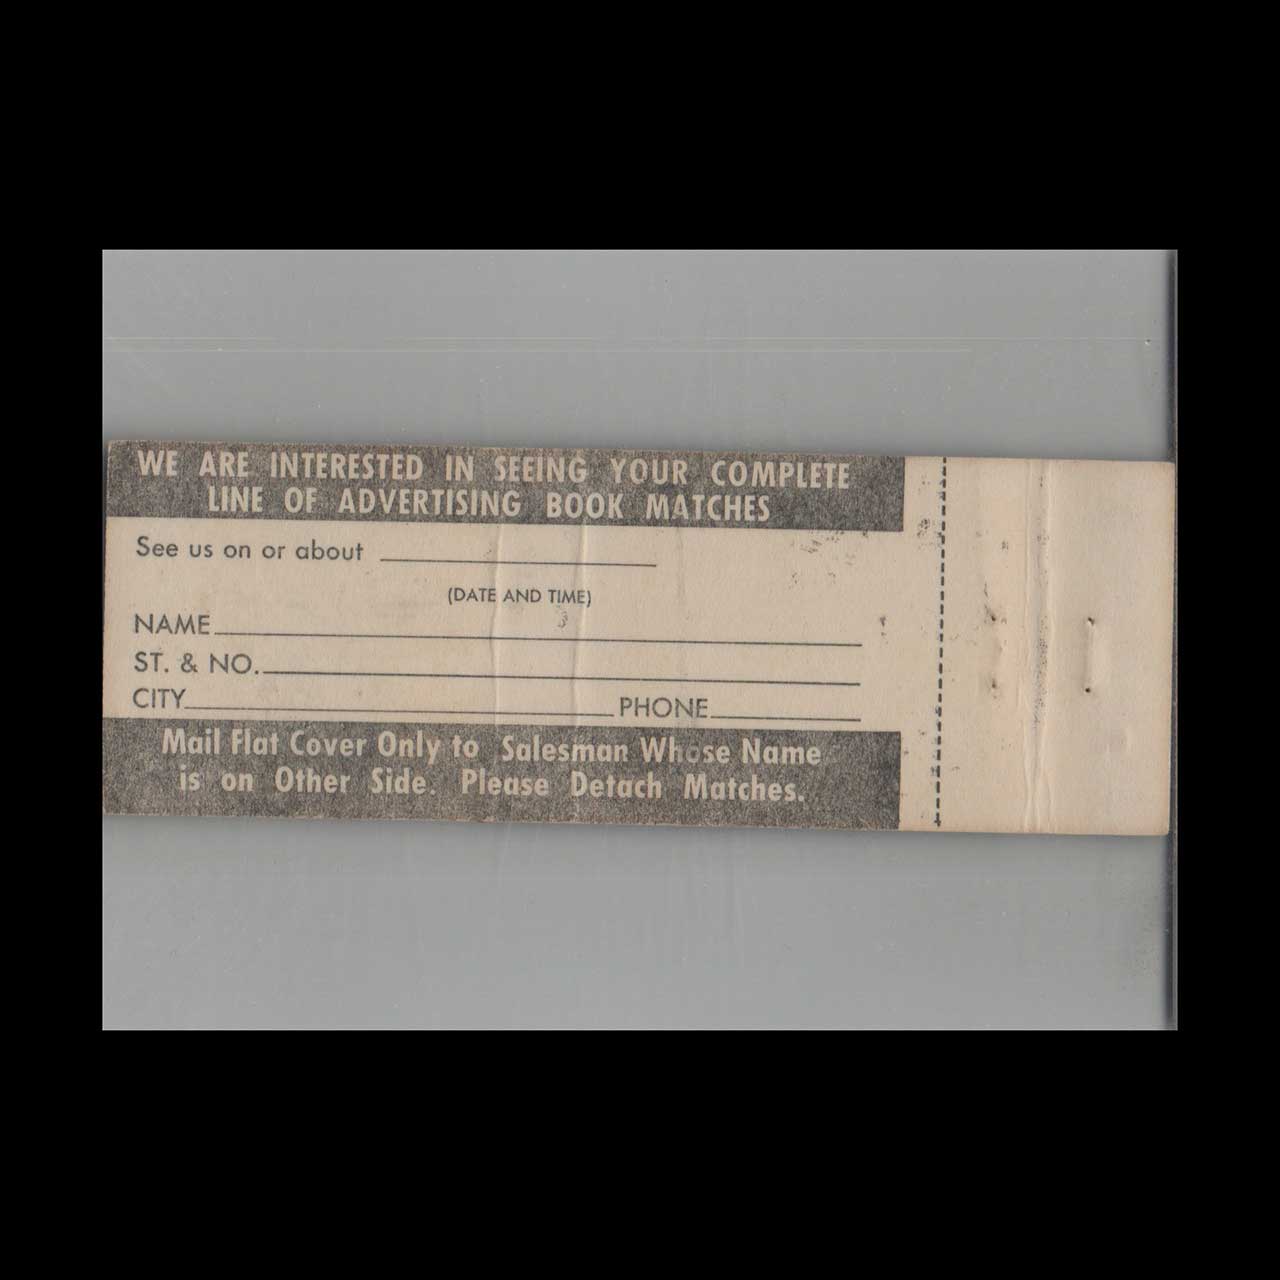 WE ARE INTERESTED IN SEEING YOUR COMPLETE
LINE OF ADVERTISING BOOK MATCHES
See us on or about
(DATE AND TIME)
NAME
ST. & NO.
CITY PHONE
Mail Flat Cover Only to Salesman Whose Name
is on Other Side. Please Detach Matches.